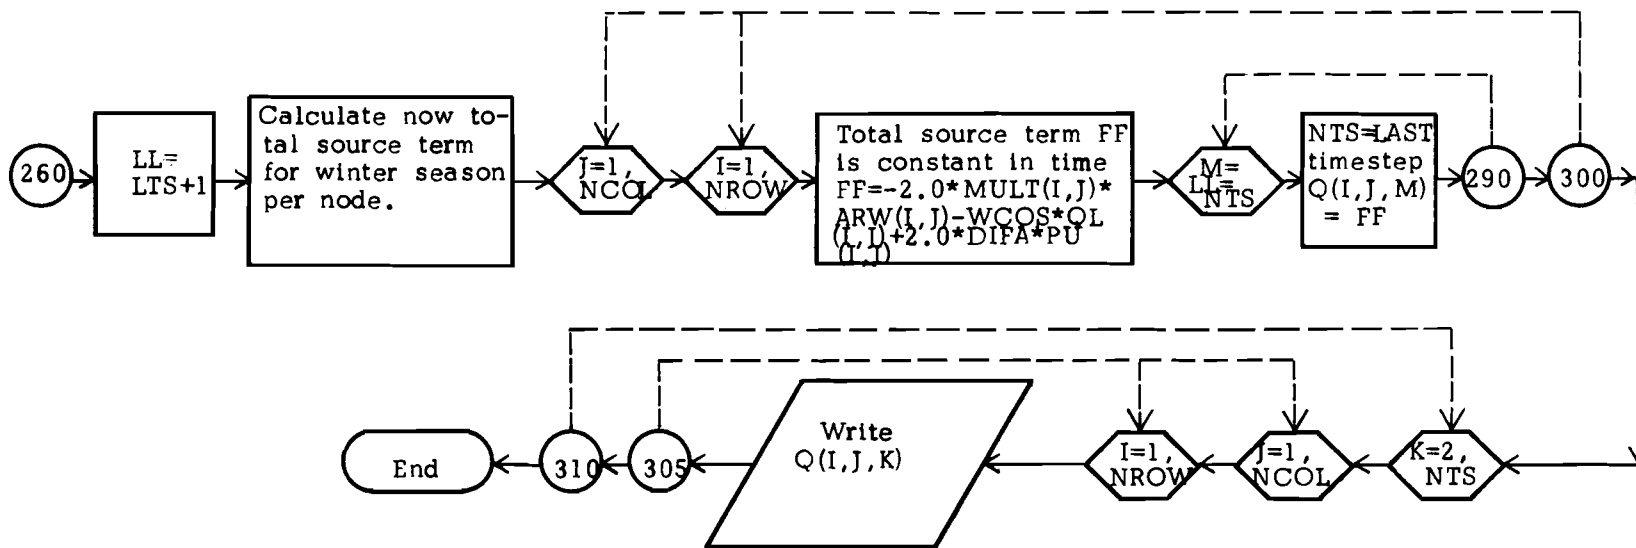 260
LL=
LTS+1
Calculate now to-
tal source term
for winter season
per node.
J=1,
NCOL
I=1,
NROW
Total source term FF
is constant in time
FF=-2.0*MULT(I,J)*
ARW(I,J)-WCOS*QL
(I,J)+2.0*DIFA*PU
(I,J)
M=
LL=
NTS
NTS=LAST
timestep
Q(I,J,M)
= FF
290
300
End
310
305
Write
Q(I,J,K)
I=1,
NROW
J=1,
NCOL
K=2,
NTS